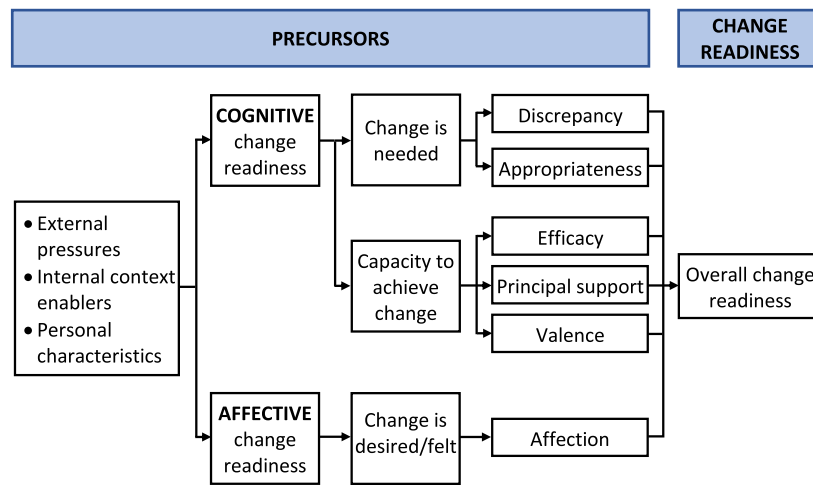 PRECURSORS
CHANGE
READINESS
• External
pressures
• Internal context
enablers
• Personal
characteristics
COGNITIVE
change
readiness
Change is
needed
Discrepancy
Appropriateness
Capacity to
achieve
change
Efficacy
Principal support
Valence
AFFECTIVE
change
readiness
Change is
desired/felt
Affection
Overall change
readiness